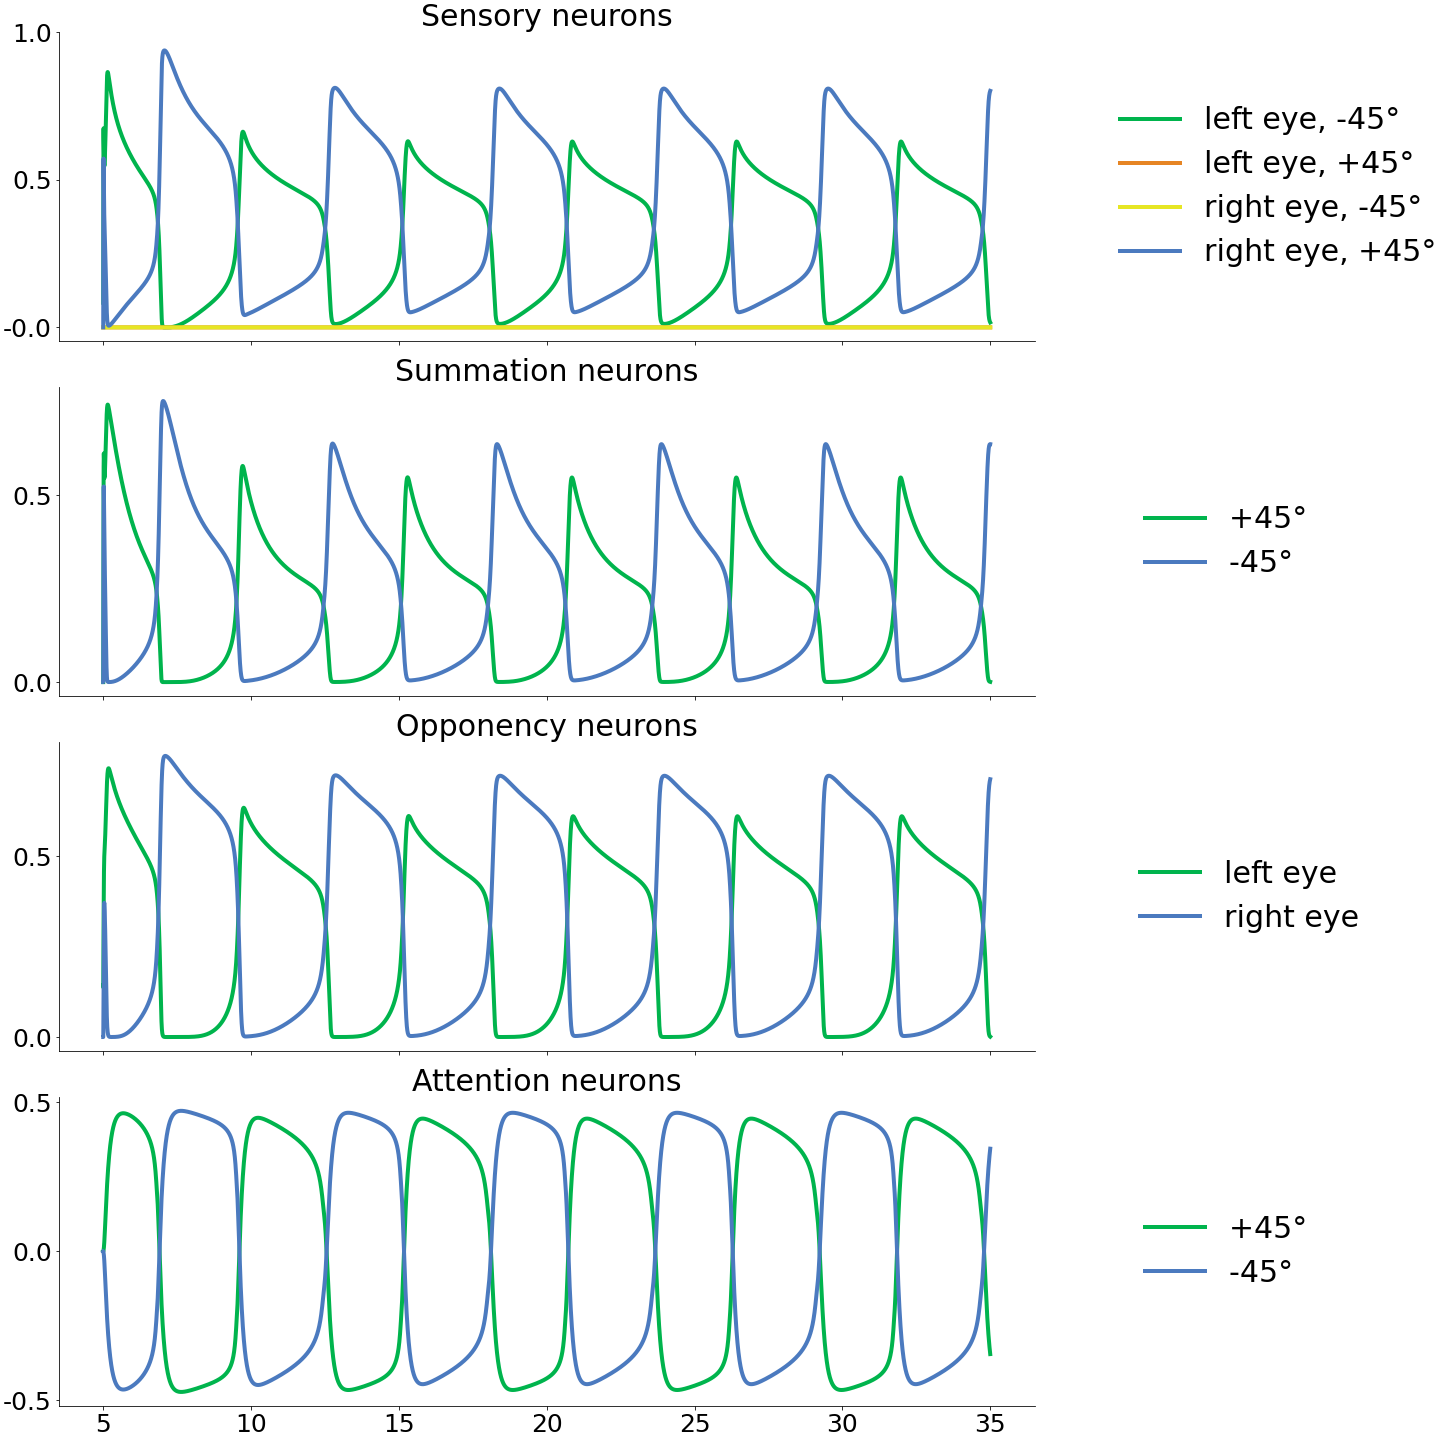 Sensory neurons
1.0
0.5
-0.0
left eye, -45°
left eye, +45°
right eye, -45°
right eye, +45°
Summation neurons
0.5
0.0
+45°
-45°
Opponency neurons
0.5
0.0
left eye
right eye
Attention neurons
0.5
0.0
-0.5
+45°
-45°
5 10 15 20 25 30 35